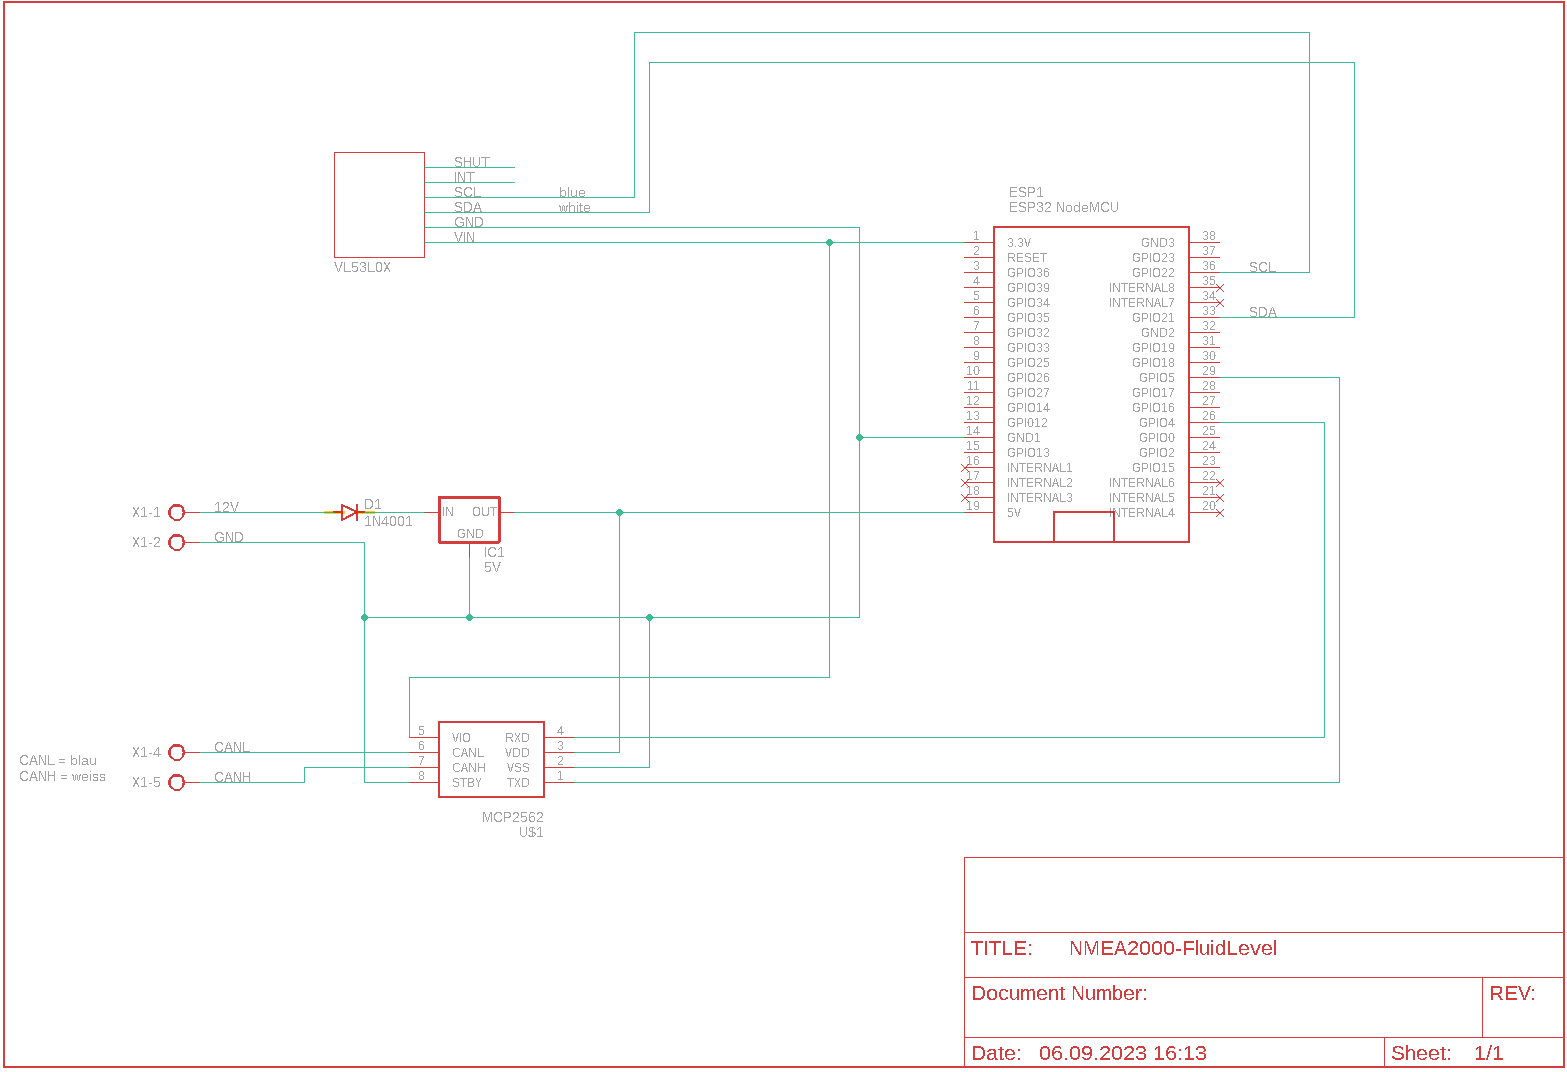 SHUT
INT
SCL blue
SDA white
GND
VIN
VL53L0X
ESP1
ESP32 NodeMCU
1 3.3V GND3 38
2 RESET GPIO23 37
3 GPIO36 GPIO22 36 SCL
4 GPIO39 INTERNAL8 35
5 GPIO34 INTERNAL7 34
6 GPIO35 GPIO21 33 SDA
7 GPIO32 GND2 32
8 GPIO33 GPIO19 31
9 GPIO25 GPIO18 30
10 GPIO26 GPIO5 29
11 GPIO27 GPIO17 28
12 GPIO14 GPIO16 27
13 GPI012 GPIO4 26
14 GND1 GPIO0 25
15 GPIO13 GPIO2 24
16 INTERNAL1 GPIO15 23
17 INTERNAL2 INTERNAL6 22
18 INTERNAL3 INTERNAL5 21
19 5V INTERNAL4 20
X1-1 12V
D1
1N4001
IN OUT
GND
IC1
5V
X1-2 GND
CANL = blau
CANH = weiss
X1-4 CANL
X1-5 CANH
5 VIO RXD 4
6 CANL VDD 3
7 CANH VSS 2
8 STBY TXD 1
MCP2562
U$1
TITLE: NMEA2000-FluidLevel
Document Number:
REV:
Date: 06.09.2023 16:13
Sheet: 1/1